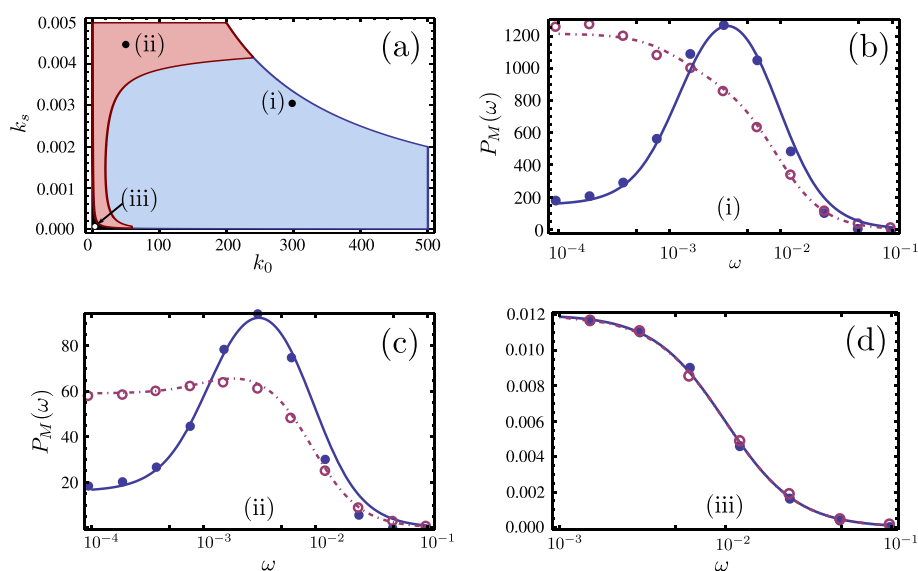 0.005
0.004
0.003
0.002
0.001
0.000
k_s
(a)
(ii)
(i)
(iii)
0
100
200
300
400
500
k_0
1200
1000
800
600
400
200
0
P_M(ω)
(b)
(i)
10^{-4}
10^{-3}
10^{-2}
10^{-1}
ω
80
60
40
20
P_M(ω)
(c)
(ii)
10^{-4}
10^{-3}
10^{-2}
10^{-1}
ω
0.012
0.010
0.008
0.006
0.004
0.002
0.000
(d)
(iii)
10^{-3}
10^{-2}
10^{-1}
ω